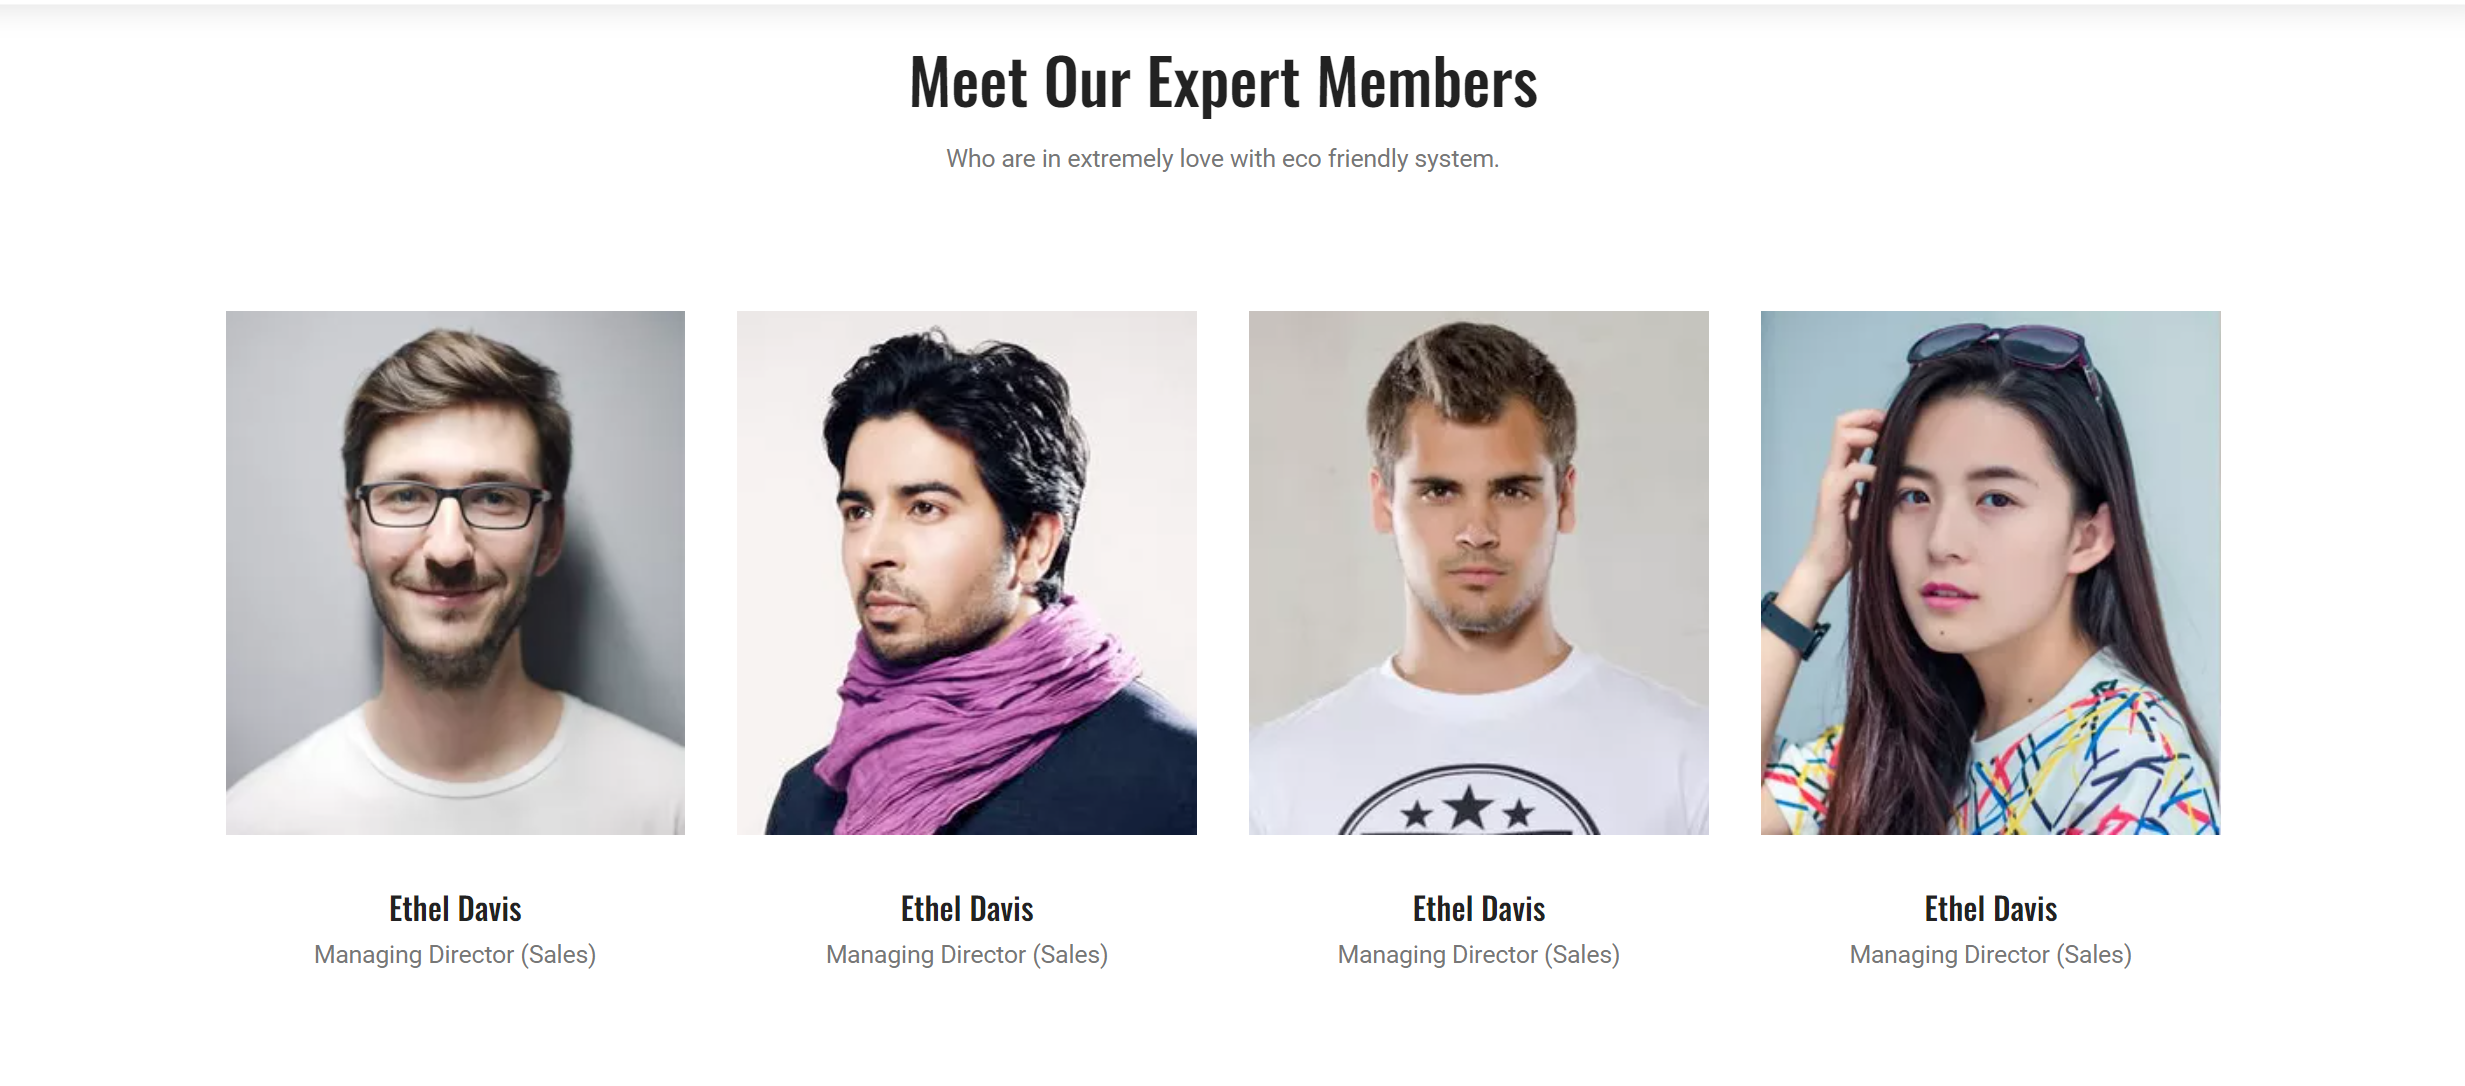 Meet Our Expert Members
Who are in extremely love with eco friendly system.
Ethel Davis
Managing Director (Sales)
Ethel Davis
Managing Director (Sales)
Ethel Davis
Managing Director (Sales)
Ethel Davis
Managing Director (Sales)